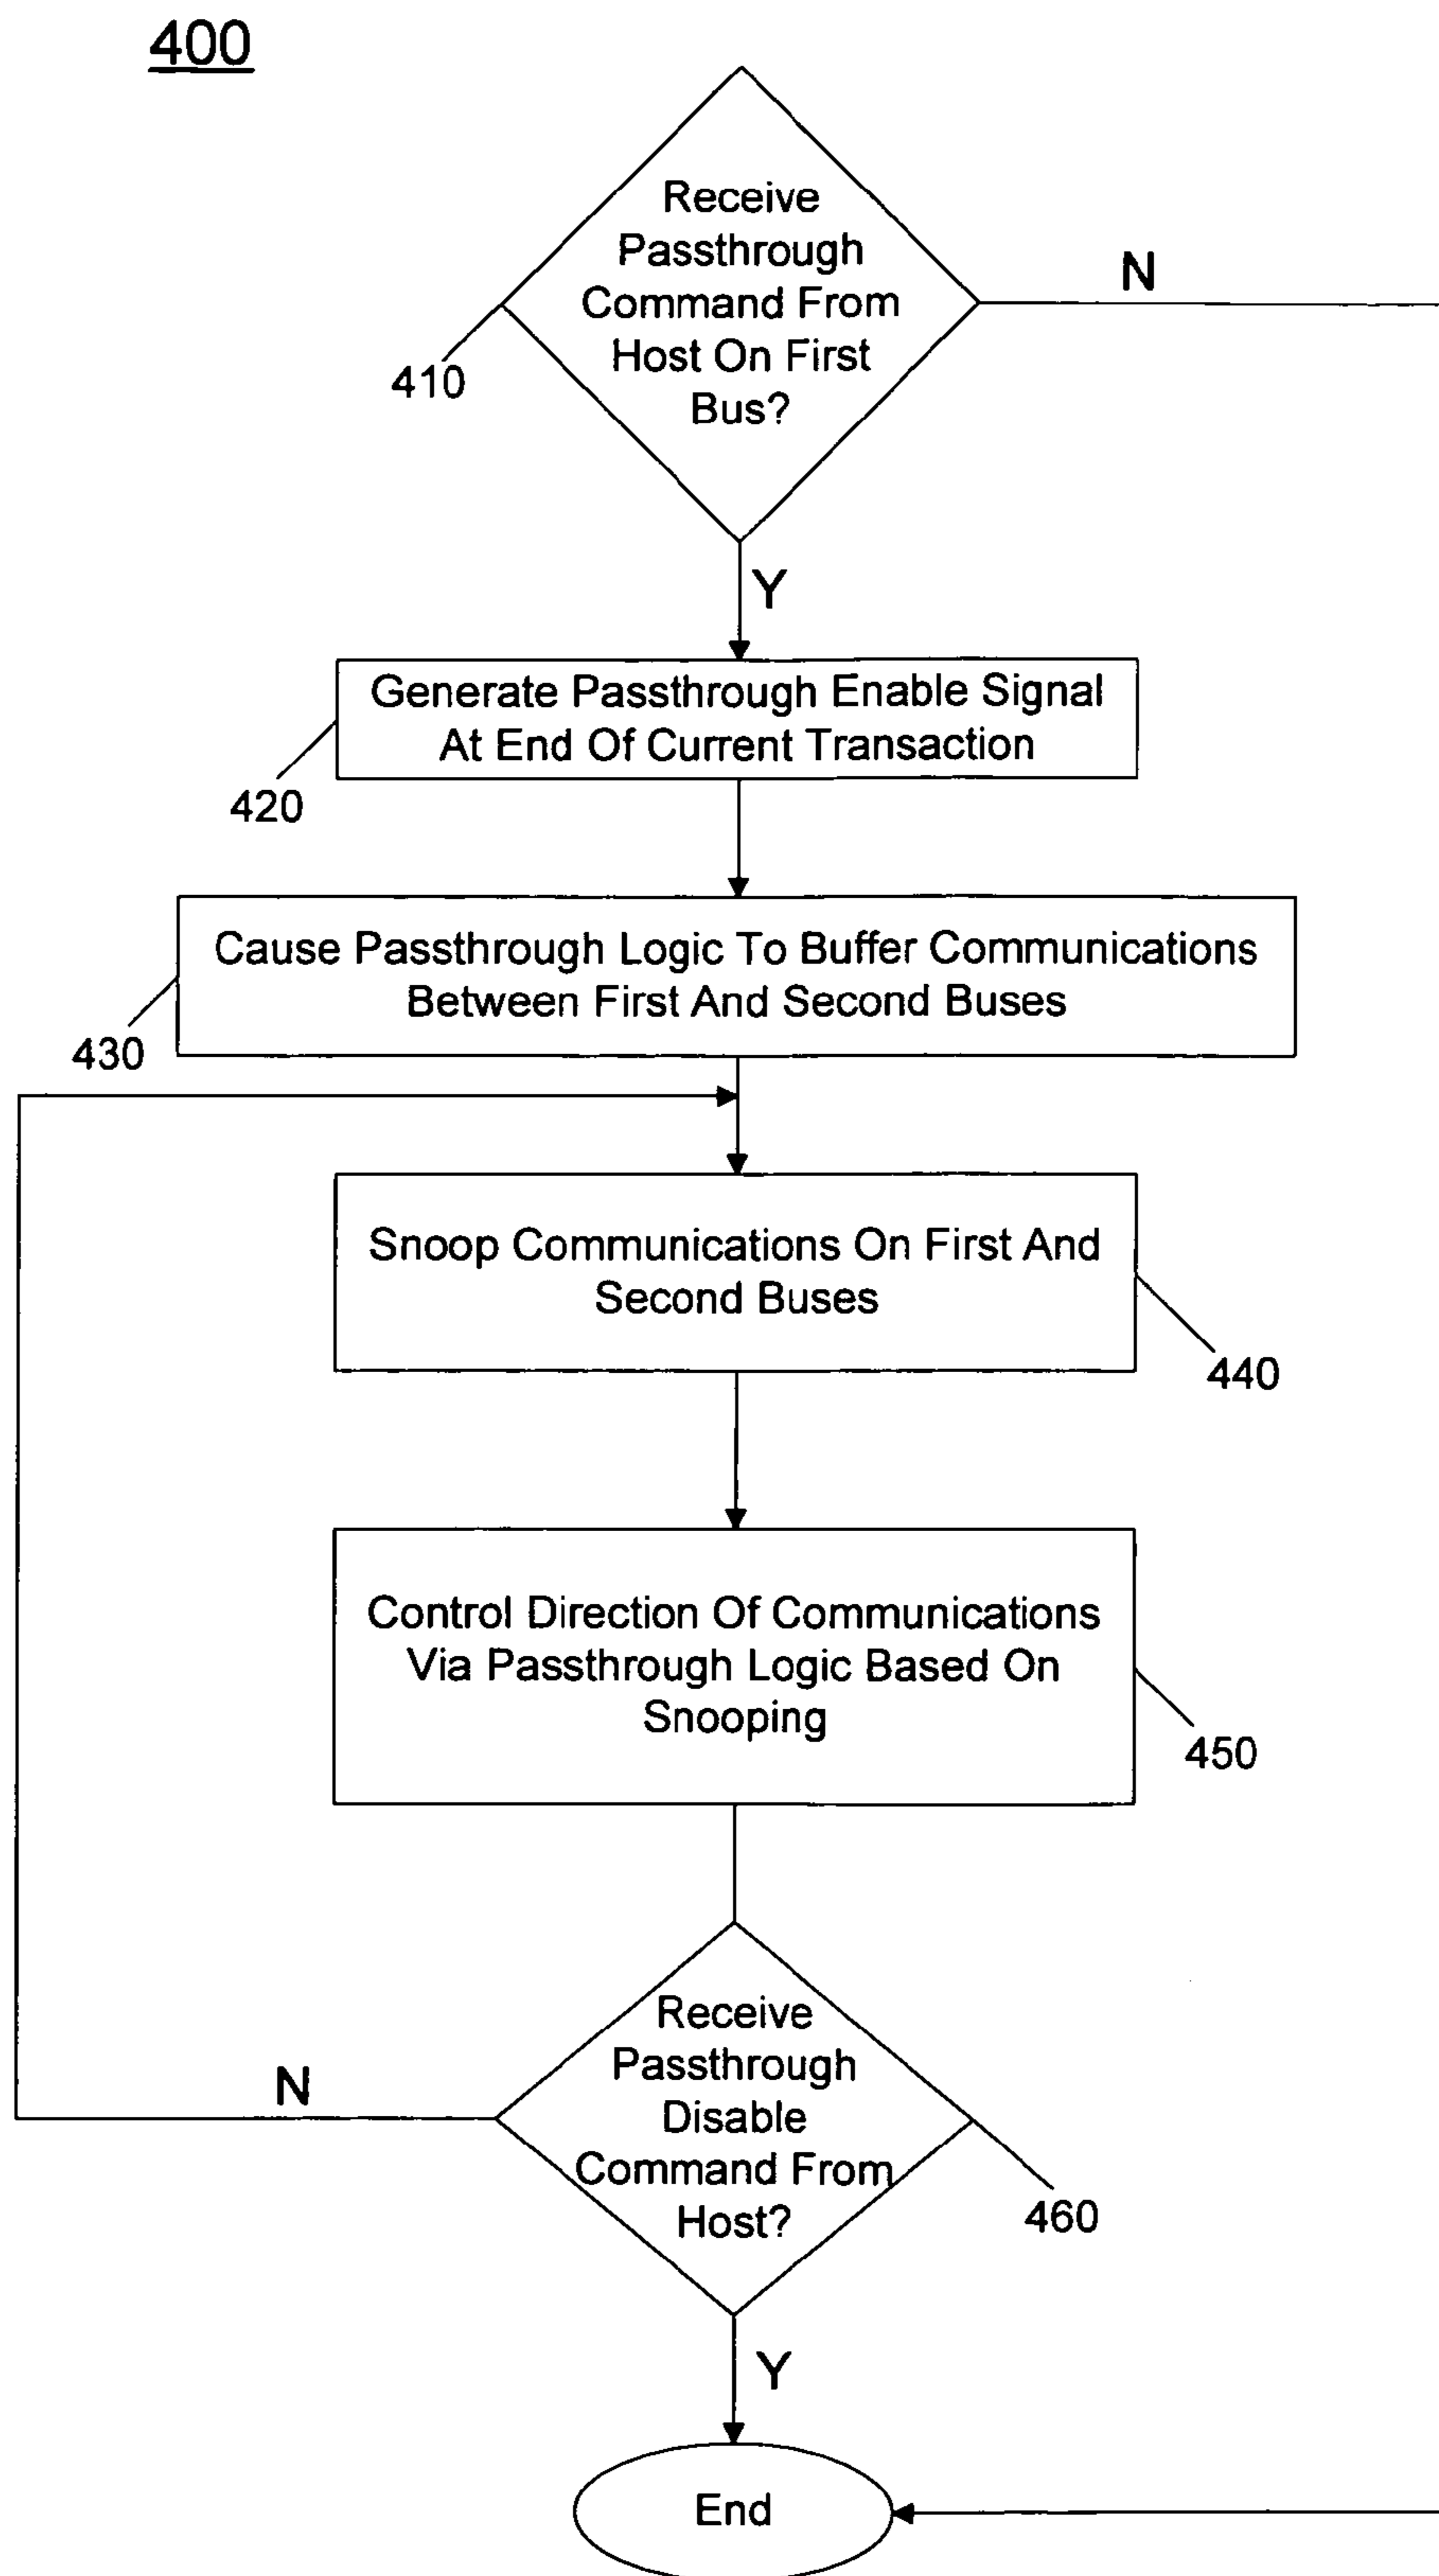 400
Receive
Passthrough
Command From
Host On First
Bus?
N
410
Y
Generate Passthrough Enable Signal
At End Of Current Transaction
420
Cause Passthrough Logic To Buffer Communications
Between First And Second Buses
430
Snoop Communications On First And
Second Buses
440
Control Direction Of Communications
Via Passthrough Logic Based On
Snooping
450
Receive
Passthrough
Disable
Command From
Host?
N
460
Y
End